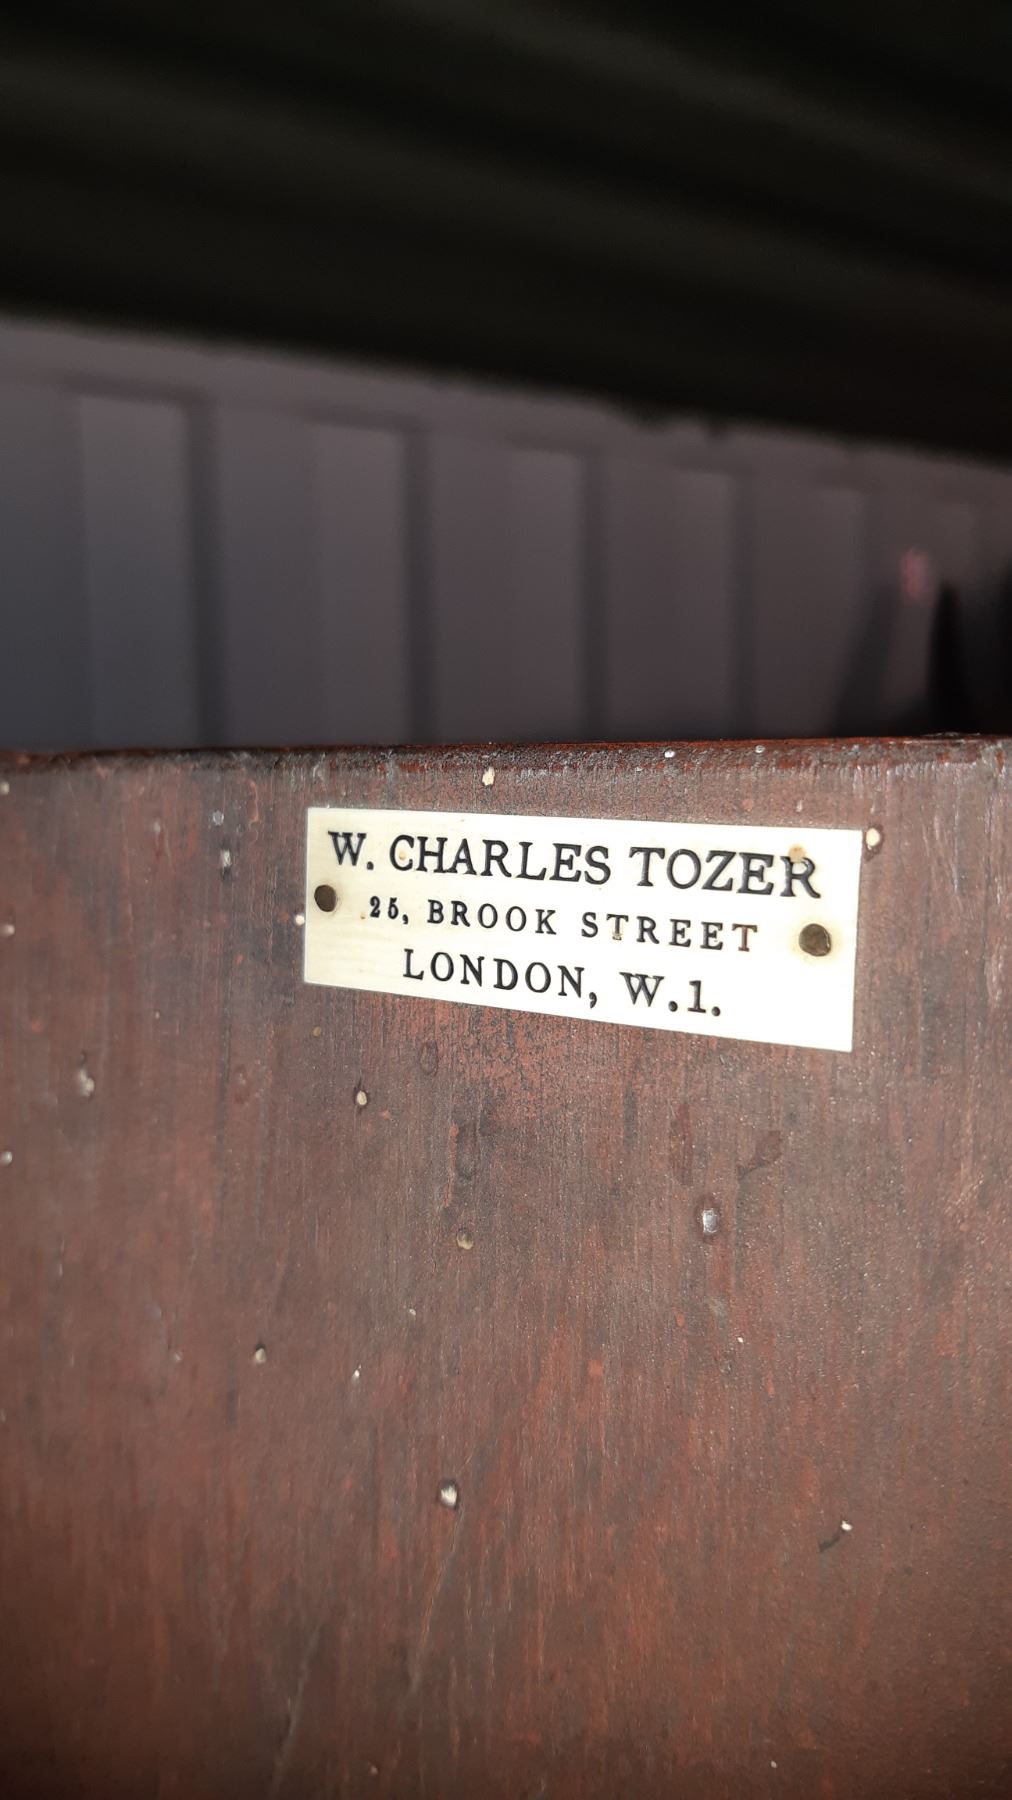 W. CHARLES TOZER
25, BROOK STREET
LONDON, W.1.